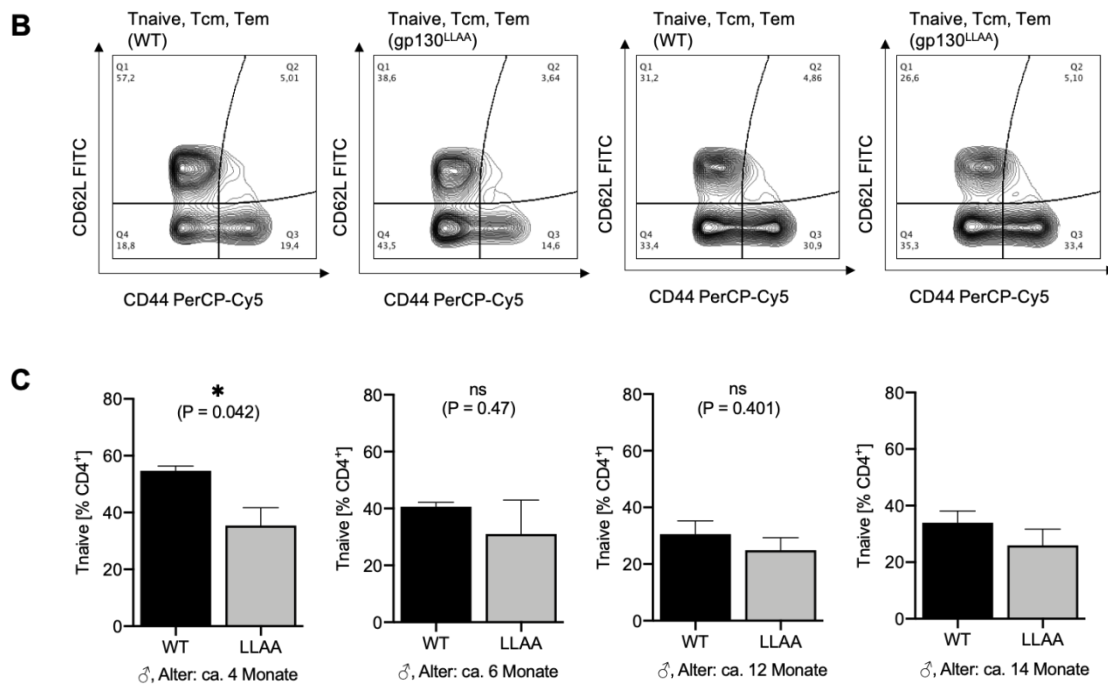 B
Tnaive, Tcm, Tem
(WT)
Q1
57,2
Q2
5,01
Q4
18,8
Q3
19,4
CD62L FITC
CD44 PerCP-Cy5
Tnaive, Tcm, Tem
(gp130LLAA)
Q1
38,6
Q2
3,64
Q4
43,5
Q3
14,6
CD62L FITC
CD44 PerCP-Cy5
Tnaive, Tcm, Tem
(WT)
Q1
31,2
Q2
4,86
Q4
33,4
Q3
30,9
CD62L FITC
CD44 PerCP-Cy5
Tnaive, Tcm, Tem
(gp130LLAA)
Q1
26,6
Q2
5,10
Q4
35,3
Q3
33,4
CD62L FITC
CD44 PerCP-Cy5
C
*
(P = 0.042)
80
60
40
20
0
Tnaive [% CD4+]
WT
LLAA
♂, Alter: ca. 4 Monate
ns
(P = 0.47)
80
60
40
20
0
Tnaive [% CD4+]
WT
LLAA
♂, Alter: ca. 6 Monate
ns
(P = 0.401)
80
60
40
20
0
Tnaive [% CD4+]
WT
LLAA
♂, Alter: ca. 12 Monate
80
60
40
20
0
Tnaive [% CD4+]
WT
LLAA
♂, Alter: ca. 14 Monate